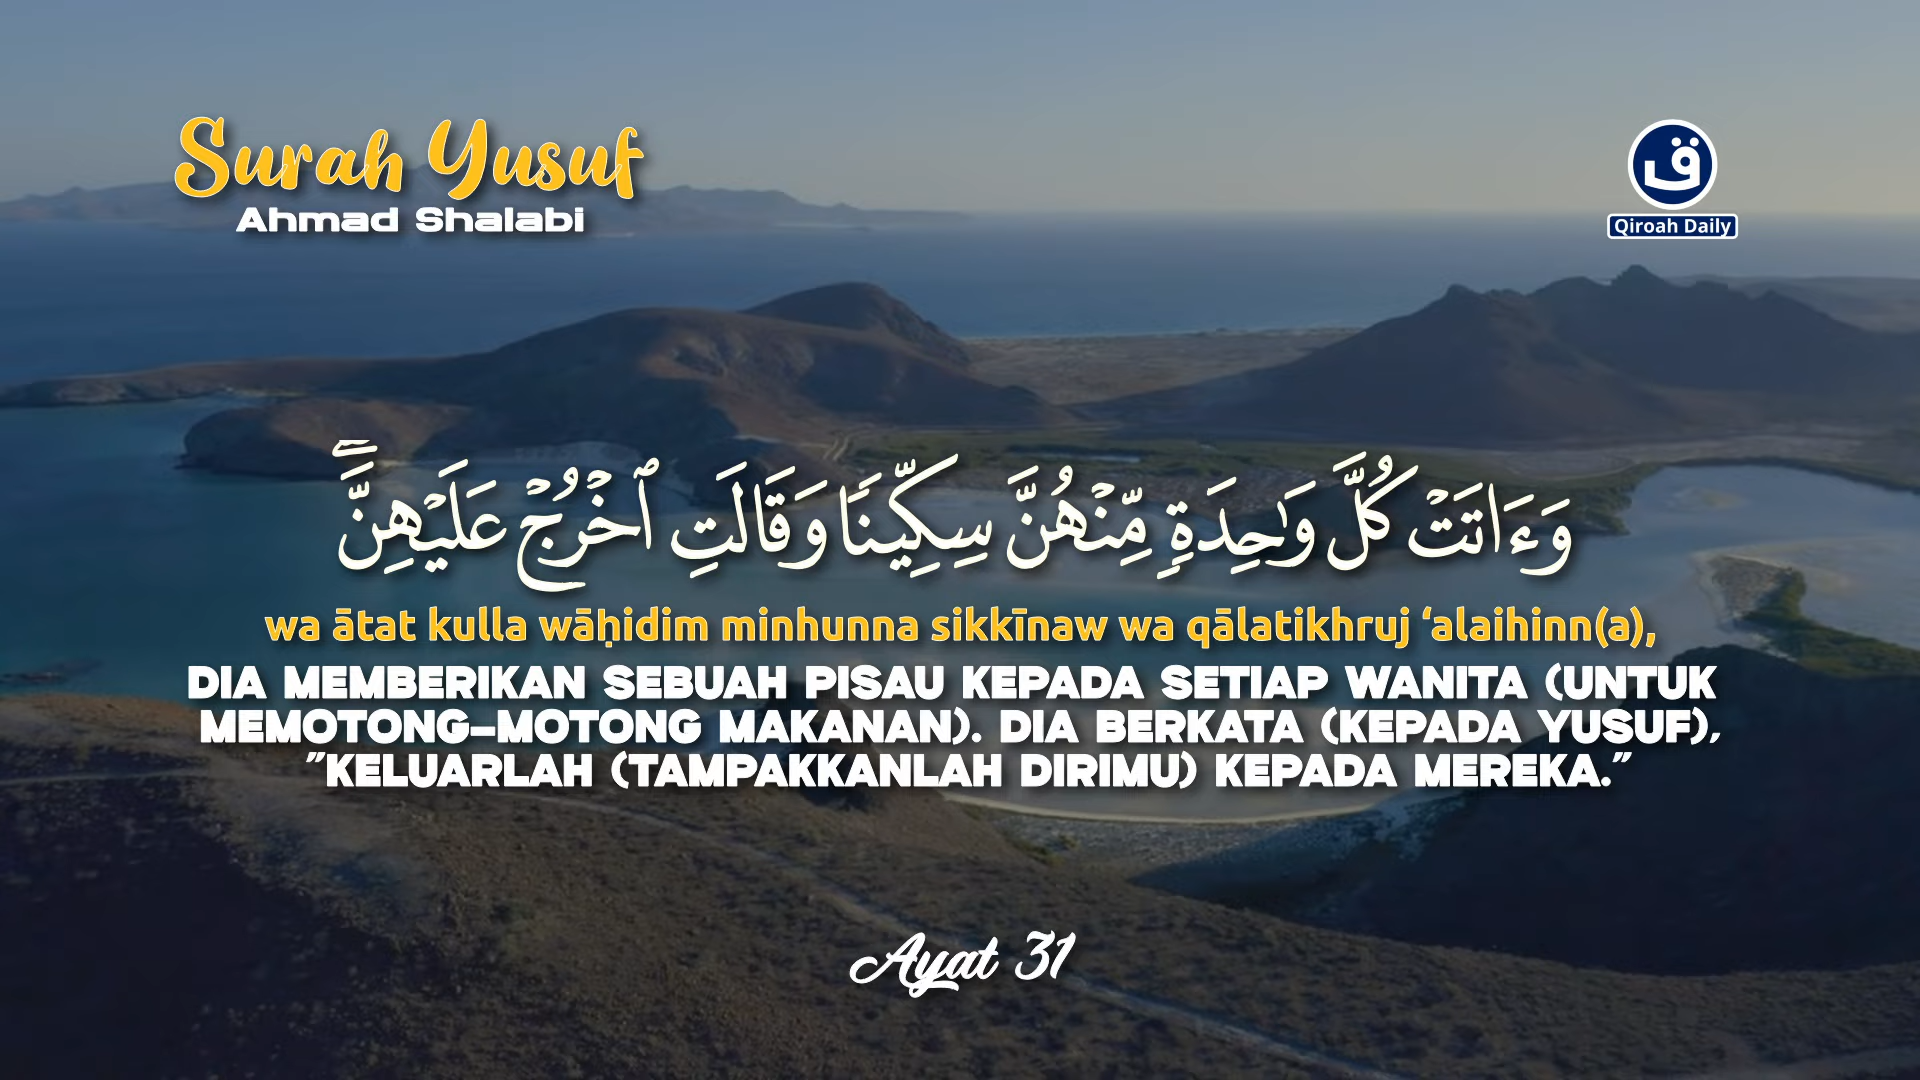 Surah Yusuf
Ahmad Shalabi
ق
Qiroah Daily
وَءَاتَتْ كُلَّ وَٰحِدَةٍۢ مِّنْهُنَّ سِكِّينًۭا وَقَالَتِ ٱخْرُجْ عَلَيْهِنَّ ۖ
wa ātat kulla wāḥidim minhunna sikkīnaw wa qālatikhruj ‘alaihinn(a),
DIA MEMBERIKAN SEBUAH PISAU KEPADA SETIAP WANITA (UNTUK
MEMOTONG-MOTONG MAKANAN). DIA BERKATA (KEPADA YUSUF),
"KELUARLAH (TAMPAKKANLAH DIRIMU) KEPADA MEREKA."
Ayat 31